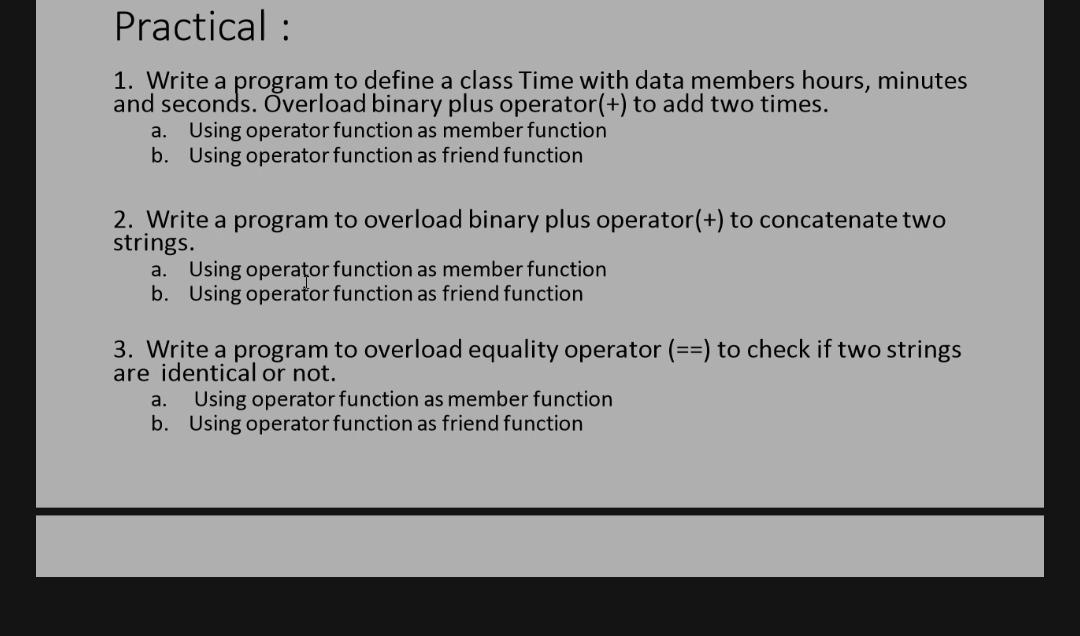 Practical :
1. Write a program to define a class Time with data members hours, minutes
and seconds. Overload binary plus operator(+) to add two times.
a. Using operator function as member function
b. Using operator function as friend function
2. Write a program to overload binary plus operator(+) to concatenate two
strings.
a. Using operator function as member function
b. Using operator function as friend function
3. Write a program to overload equality operator (==) to check if two strings
are identical or not.
a. Using operator function as member function
b. Using operator function as friend function